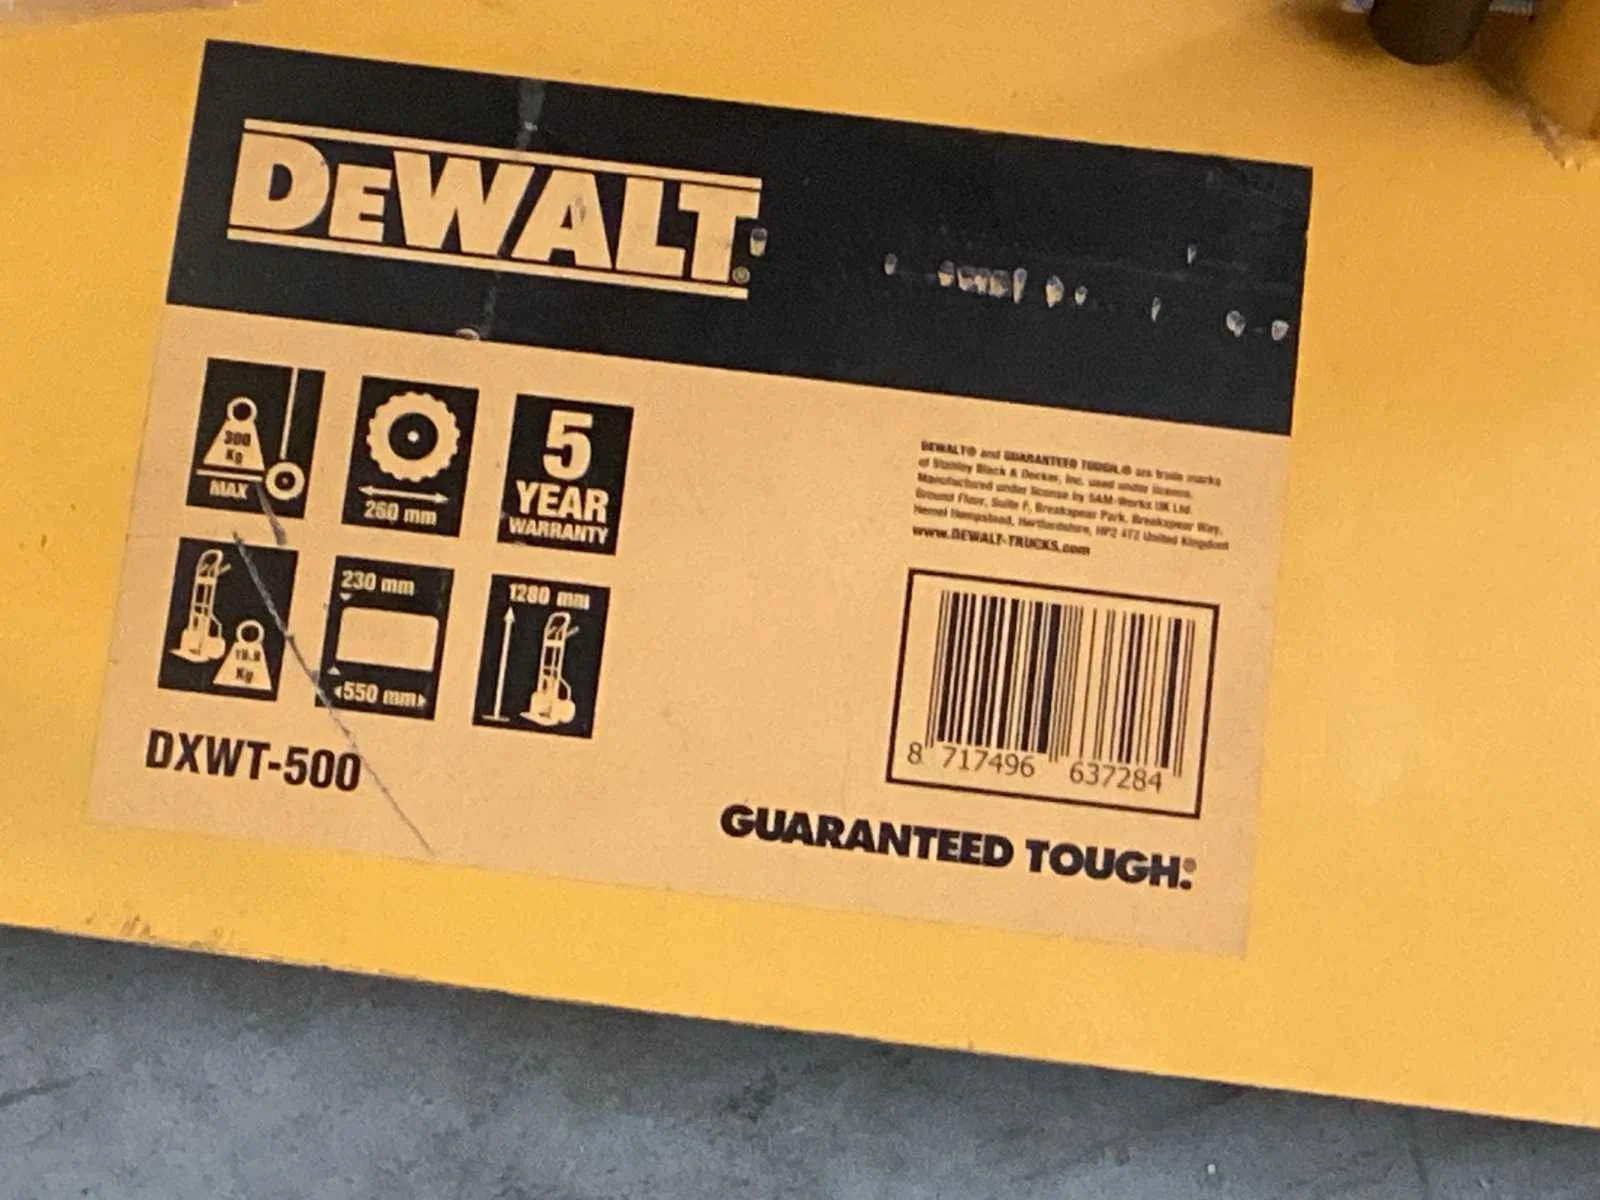 DEWALT®
300
Kg
MAX
260 mm
5
YEAR
WARRANTY
DEWALT® and GUARANTEED TOUGH.® are trade marks
of Stanley Black & Decker, Inc. used under license.
Manufactured under license by SAM-Works UK Ltd.
Ground Floor, Suite F, Breakspear Park, Breakspear Way,
Hemel Hempstead, Hertfordshire, HP2 4TZ United Kingdom
www.DEWALT-TRUCKS.com
Kg
230 mm
550 mm
1280 mm
DXWT-500
8 717496 637284
GUARANTEED TOUGH.®